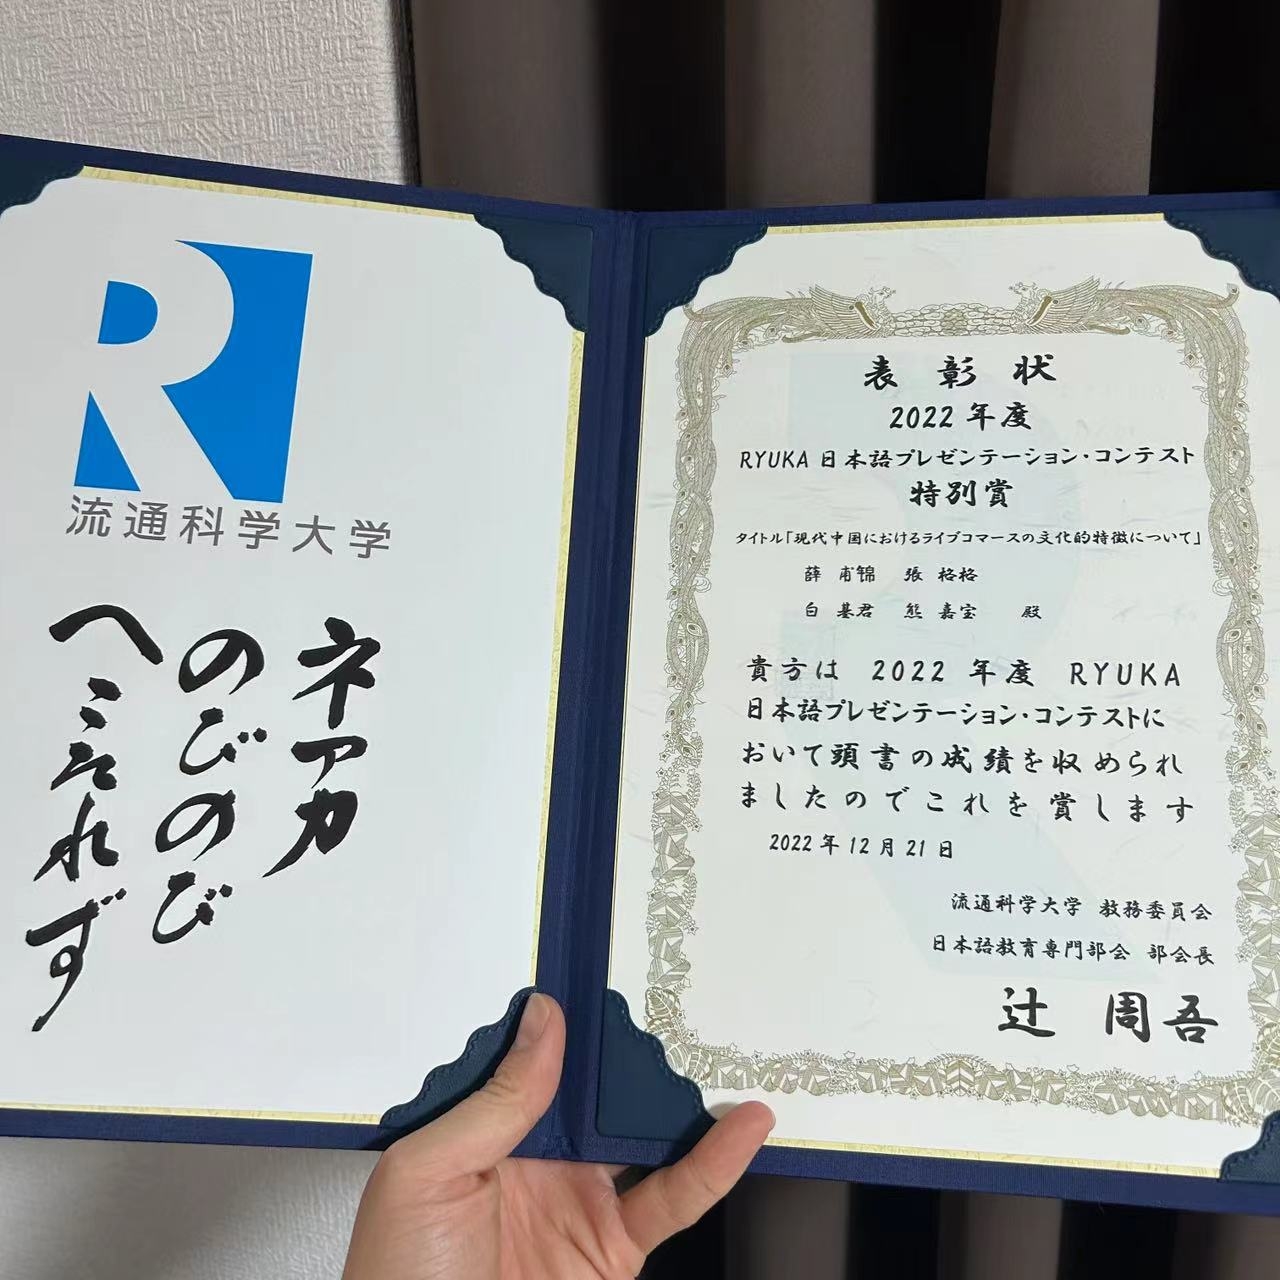 R
流通科学大学
ネアカ
のびのび
へこたれず
表彰状
2022年度
RYUKA 日本語プレゼンテーション・コンテスト
特別賞
タイトル「現代中国におけるライブコマースの文化的特徴について」
薛 甫锦 張 格格
白 基君 熊 嘉宝 殿
貴方は 2022 年度 RYUKA
日本語プレゼンテーション・コンテストに
おいて頭書の成績を収められ
ましたのでこれを賞します
2022年12月21日
流通科学大学 教務委員会
日本語教育専門部会 部会長
辻 周吾